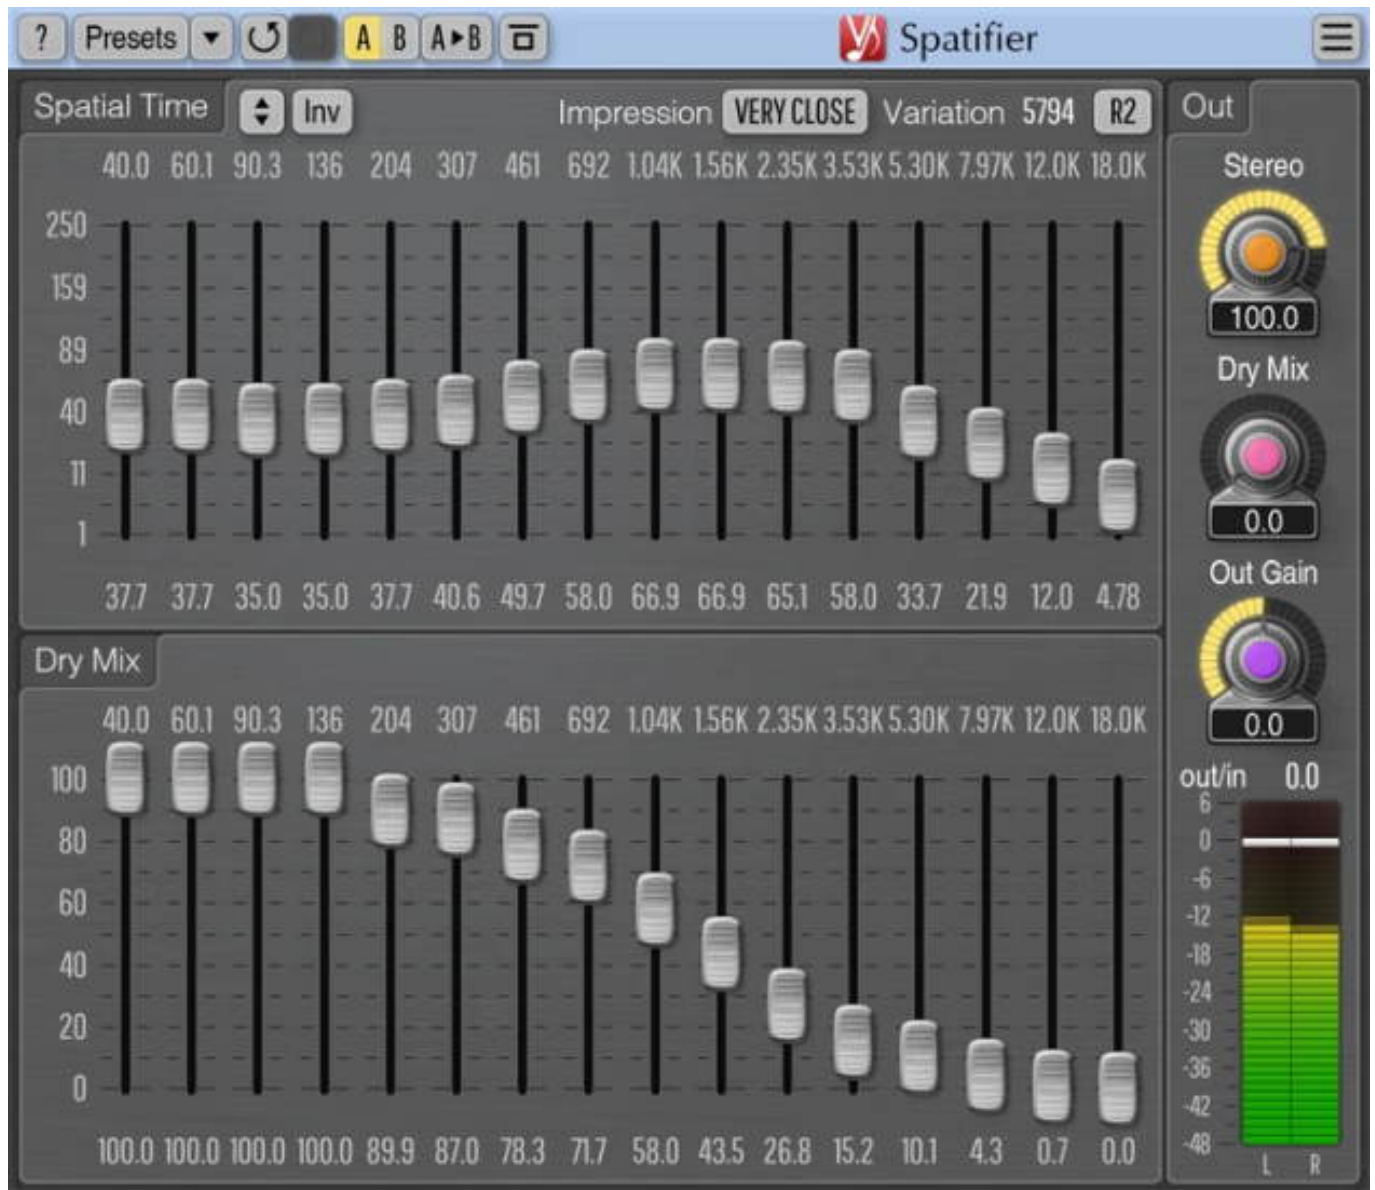 ? Presets A B A▸B Spatifier
Spatial Time Inv Impression VERY CLOSE Variation 5794 R2
40.0 60.1 90.3 136 204 307 461 692 1.04K 1.56K 2.35K 3.53K 5.30K 7.97K 12.0K 18.0K
250
159
89
40
11
1
37.7 37.7 35.0 35.0 37.7 40.6 49.7 58.0 66.9 66.9 65.1 58.0 33.7 21.9 12.0 4.78
Dry Mix
40.0 60.1 90.3 136 204 307 461 692 1.04K 1.56K 2.35K 3.53K 5.30K 7.97K 12.0K 18.0K
100
80
60
40
20
0
100.0 100.0 100.0 100.0 89.9 87.0 78.3 71.7 58.0 43.5 26.8 15.2 10.1 4.3 0.7 0.0
Out
Stereo
100.0
Dry Mix
0.0
Out Gain
0.0
out/in 0.0
6
0
-6
-12
-18
-24
-30
-36
-42
-48
L R